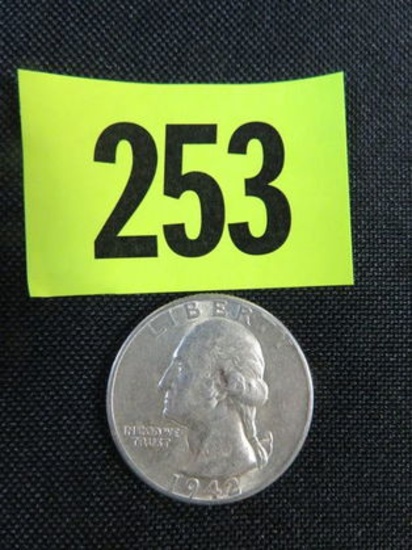 253
LIBERTY
IN GOD WE
TRUST
1942